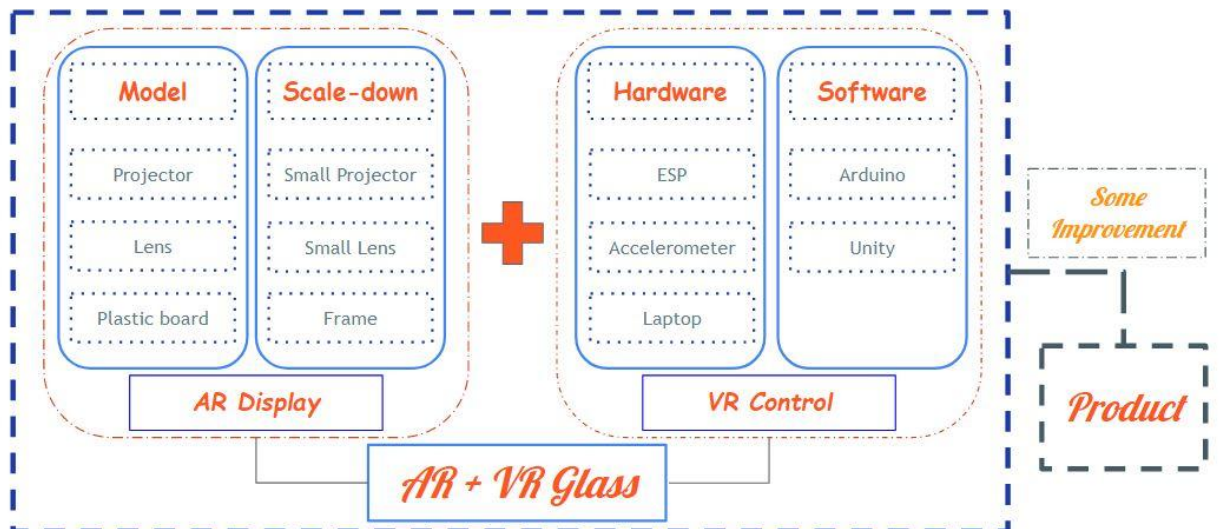 Model
Projector
Lens
Plastic board
Scale-down
Small Projector
Small Lens
Frame
AR Display
Hardware
ESP
Accelerometer
Laptop
Software
Arduino
Unity
VR Control
AR + VR Glass
Some
Improvement
Product